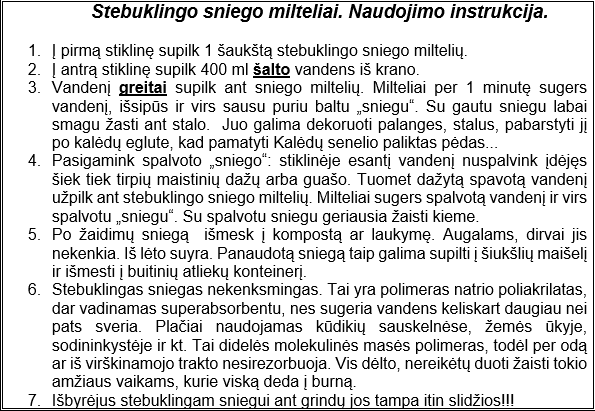 Stebuklingo sniego milteliai. Naudojimo instrukcija.
1. Į pirmą stiklinę supilk 1 šaukštą stebuklingo sniego miltelių.
2. Į antrą stiklinę supilk 400 ml šalto vandens iš krano.
3. Vandenį greitai supilk ant sniego miltelių. Milteliai per 1 minutę sugers
vandenį, išsipūs ir virs sausu puriu baltu „sniegu“. Su gautu sniegu labai
smagu žasti ant stalo. Juo galima dekoruoti palanges, stalus, pabarstyti jį
po kalėdų eglute, kad pamatyti Kalėdų senelio paliktas pėdas...
4. Pasigamink spalvoto „sniego“: stiklinėje esantį vandenį nuspalvink įdėjęs
šiek tiek tirpių maistinių dažų arba guašo. Tuomet dažytą spavotą vandenį
užpilk ant stebuklingo sniego miltelių. Milteliai sugers spalvotą vandenį ir virs
spalvotu „sniegu“. Su spalvotu sniegu geriausia žaisti kieme.
5. Po žaidimų sniegą išmesk į kompostą ar laukymę. Augalams, dirvai jis
nekenkia. Iš lėto suyra. Panaudotą sniegą taip galima supilti į šiukšlių maišelį
ir išmesti į buitinių atliekų konteinerį.
6. Stebuklingas sniegas nekenksmingas. Tai yra polimeras natrio poliakrilatas,
dar vadinamas superabsorbentu, nes sugeria vandens keliskart daugiau nei
pats sveria. Plačiai naudojamas kūdikių sauskelnėse, žemės ūkyje,
sodininkystėje ir kt. Tai didelės molekulinės masės polimeras, todėl per odą
ar iš virškinamojo trakto nesirezorbuoja. Vis dėlto, nereikėtų duoti žaisti tokio
amžiaus vaikams, kurie viską deda į burną.
7. Išbyrėjus stebuklingam sniegui ant grindų jos tampa itin slidžios!!!